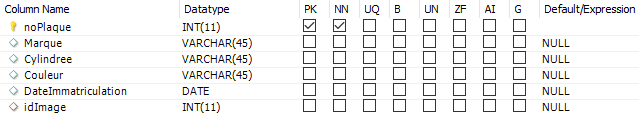 Column Name Datatype PK NN UQ B UN ZF AI G Default/Expression
noPlaque INT(11)
Marque VARCHAR(45) NULL
Cylindree VARCHAR(45) NULL
Couleur VARCHAR(45) NULL
DateImmatriculation DATE NULL
idImage INT(11) NULL